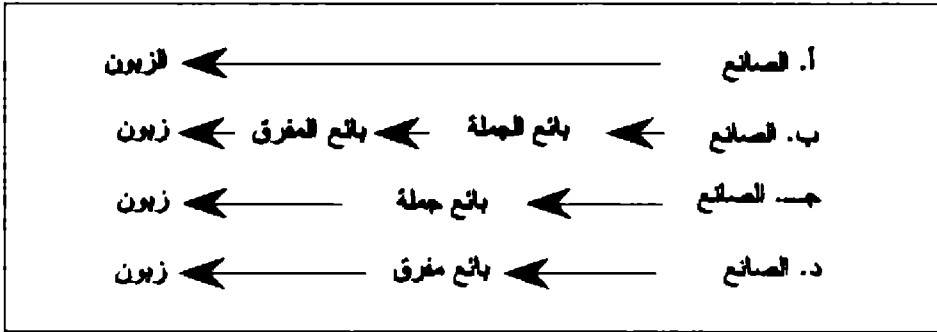 أ. الصانع الزبون
ب. الصانع بائع الجملة بائع المفرق زبون
جـ. الصانع بائع جملة زبون
د. الصانع بائع مفرق زبون